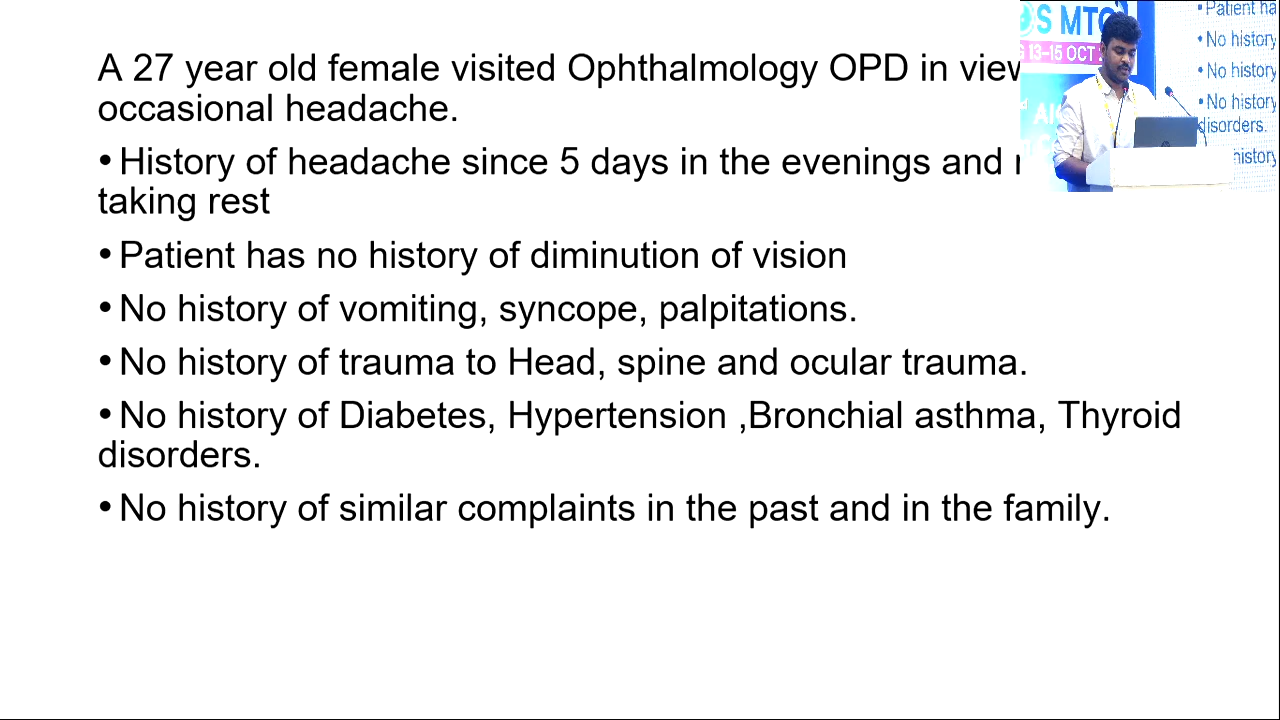 A 27 year old female visited Ophthalmology OPD in
occasional headache.
• History of headache since 5 days in the evenings and
taking rest
• Patient has no history of diminution of vision
• No history of vomiting, syncope, palpitations.
• No history of trauma to Head, spine and ocular trauma.
• No history of Diabetes, Hypertension ,Bronchial asthma, Thyroid
disorders.
• No history of similar complaints in the past and in the family.
S MTC
13-15 OCT
• Patient ha
• No history
• No history
• No history
disorders.
history